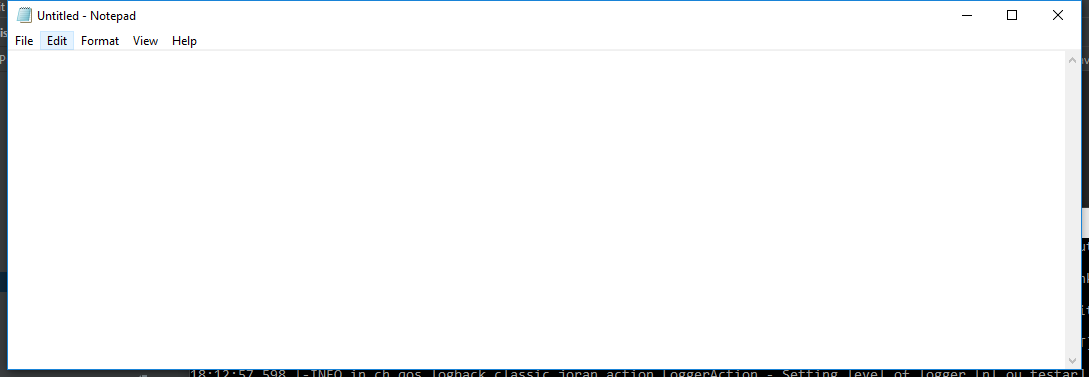 Untitled - Notepad
File Edit Format View Help
18:12:57,598 |-INFO in ch.qos.logback.classic.joran.action.LoggerAction - Setting level of logger [nl.ou.testar